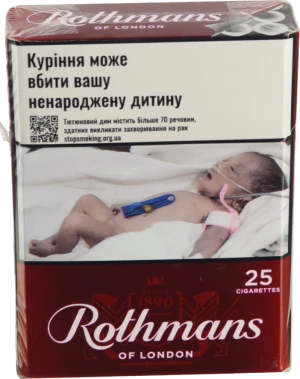 Rothmans
OF LONDON
Куріння може
вбити вашу
ненароджену дитину
Тютюновий дим містить більше 70 речовин,
здатних викликати захворювання на рак
stopsmoking.org.ua
25
CIGARETTES
1890
Rothmans
OF LONDON